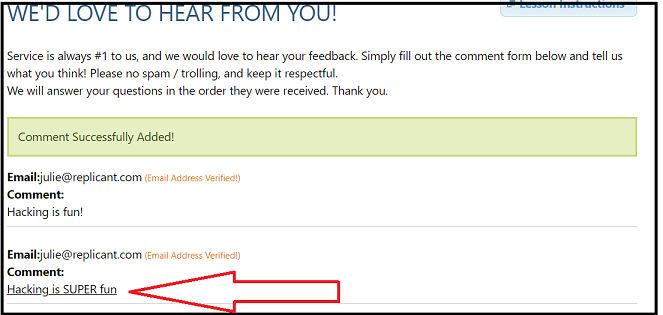 WE'D LOVE TO HEAR FROM YOU!
Lesson Instructions
Service is always #1 to us, and we would love to hear your feedback. Simply fill out the comment form below and tell us
what you think! Please no spam / trolling, and keep it respectful.
We will answer your questions in the order they were received. Thank you.
Comment Successfully Added!
Email:julie@replicant.com (Email Address Verified!)
Comment:
Hacking is fun!
Email:julie@replicant.com (Email Address Verified!)
Comment:
Hacking is SUPER fun